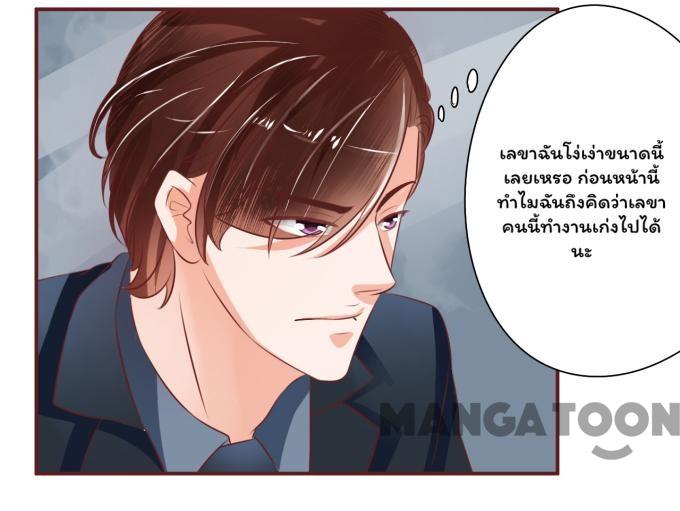 เลขาฉันโง่เง่าขนาดนี้
เลยเหรอ ก่อนหน้านี้
ทำไมฉันถึงคิดว่าเลขา
คนนี้ทำงานเก่งไปได้
นะ
MANGATOON